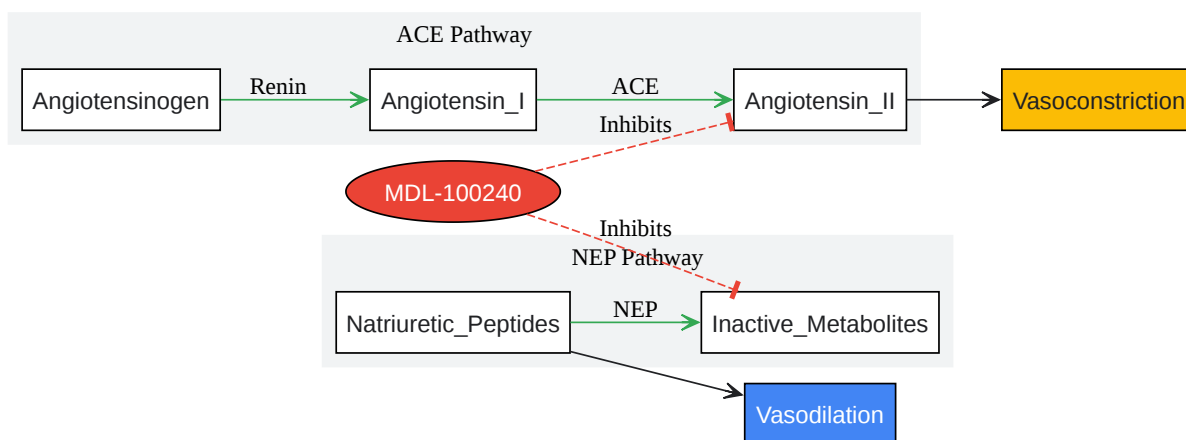 ACE Pathway
Angiotensinogen
Renin
Angiotensin_I
ACE
Angiotensin_II
Vasoconstriction
Inhibits
MDL-100240
Inhibits
NEP Pathway
Natriuretic_Peptides
NEP
Inactive_Metabolites
Vasodilation